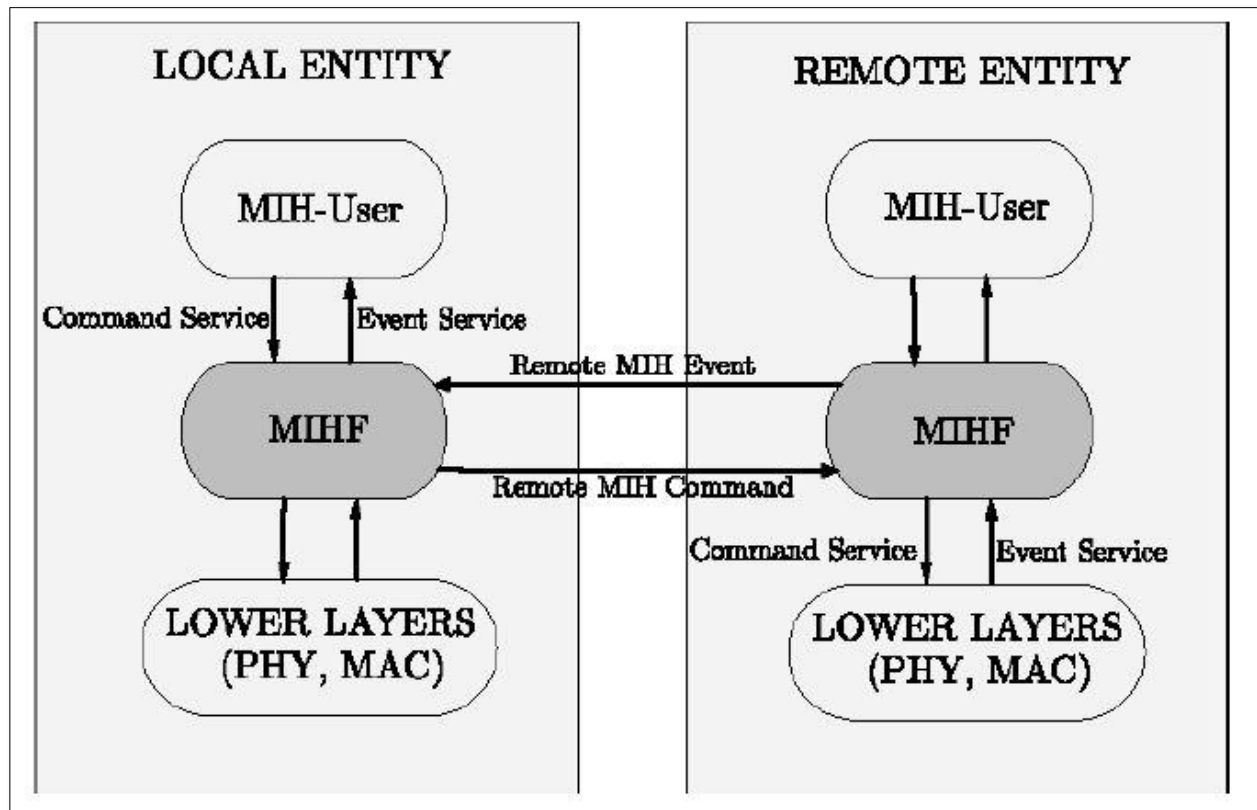 LOCAL ENTITY
MIH-User
Command Service
Event Service
MIHF
LOWER LAYERS
(PHY, MAC)
Remote MIH Event
Remote MIH Command
REMOTE ENTITY
MIH-User
MIHF
Command Service
Event Service
LOWER LAYERS
(PHY, MAC)